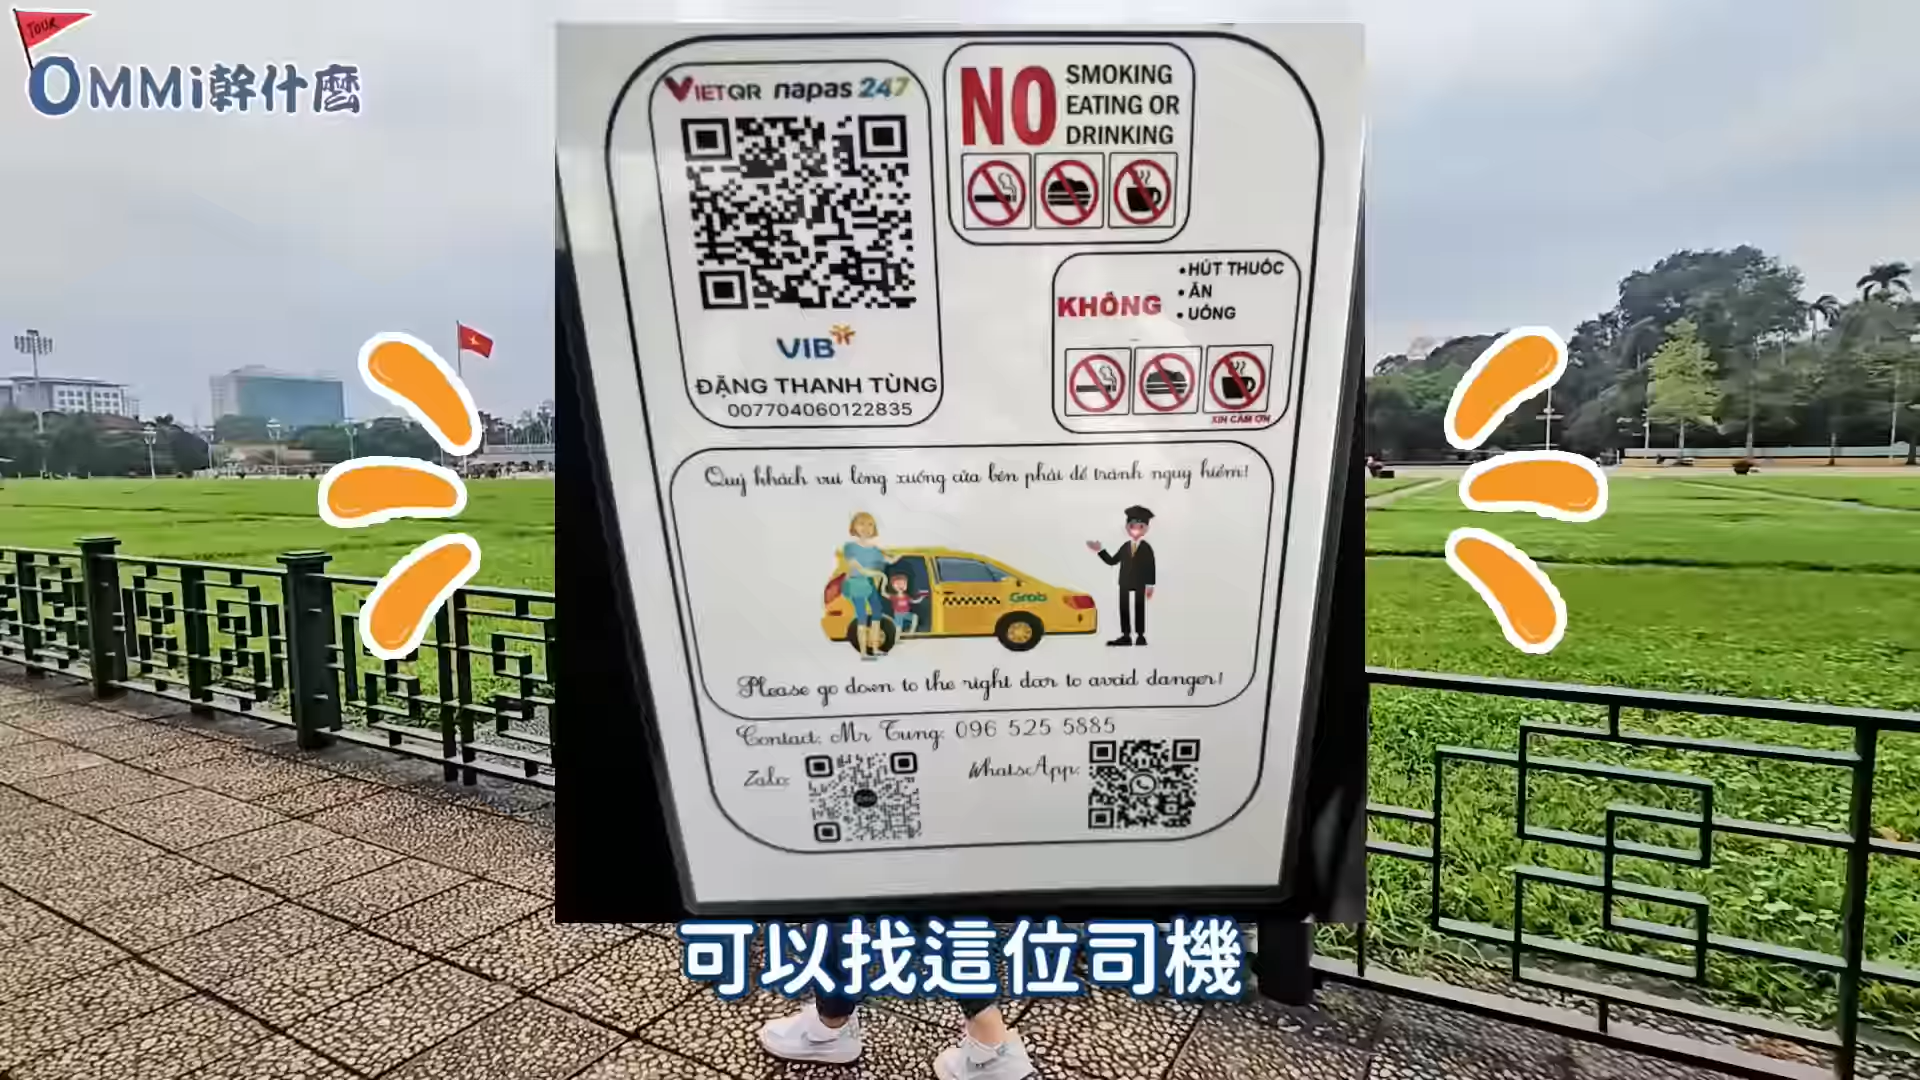 TOUR
OMMi幹什麼
VIETQR napas 247
VIB
ĐẶNG THANH TÙNG
007704060122835
NO SMOKING
EATING OR
DRINKING
KHÔNG
• HÚT THUỐC
• ĂN
• UỐNG
XIN CẢM ƠN
Quý khách vui lòng xuống cửa bên phải để tránh nguy hiểm!
Grab
Please go down to the right door to avoid danger!
Contact: Mr Tung: 096 525 5885
Zalo:
WhatsApp:
可以找這位司機